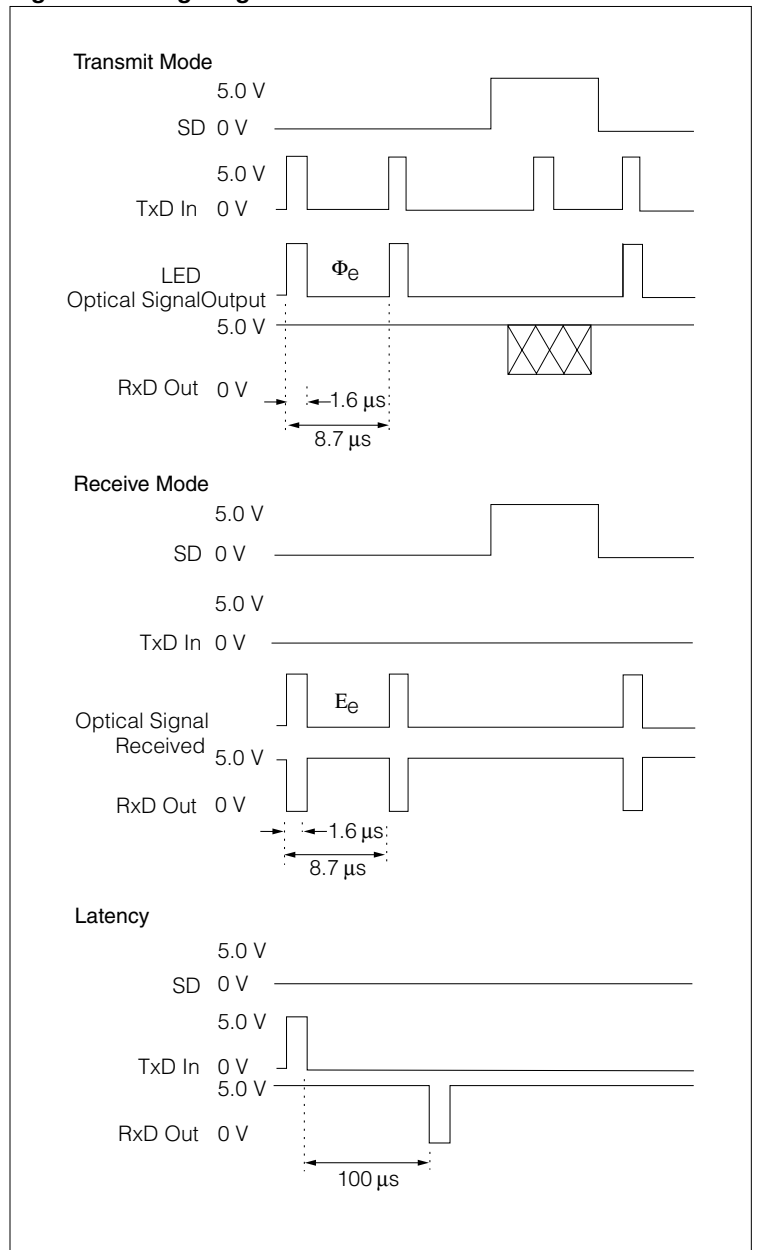 Transmit Mode
5.0 V
SD 0 V
5.0 V
TxD In 0 V
LED
Optical SignalOutput
Φe
5.0 V
RxD Out 0 V
1.6 µs
8.7 µs
Receive Mode
5.0 V
SD 0 V
5.0 V
TxD In 0 V
Optical Signal
Received
Ee
5.0 V
RxD Out 0 V
1.6 µs
8.7 µs
Latency
5.0 V
SD 0 V
5.0 V
TxD In 0 V
5.0 V
RxD Out 0 V
100 µs